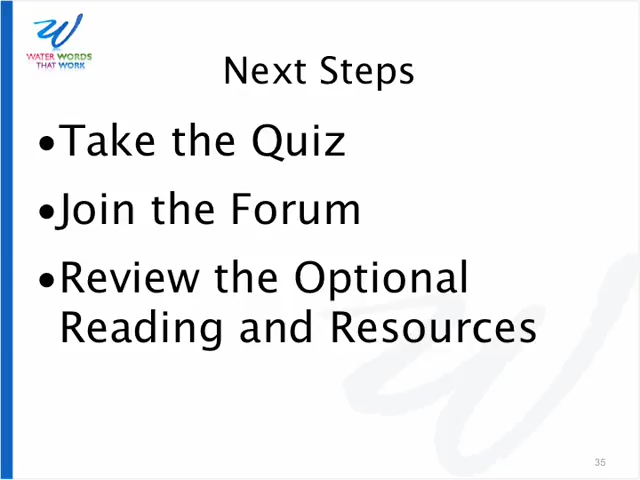 WATER WORDS
THAT WORK
Next Steps
•Take the Quiz
•Join the Forum
•Review the Optional
Reading and Resources
35